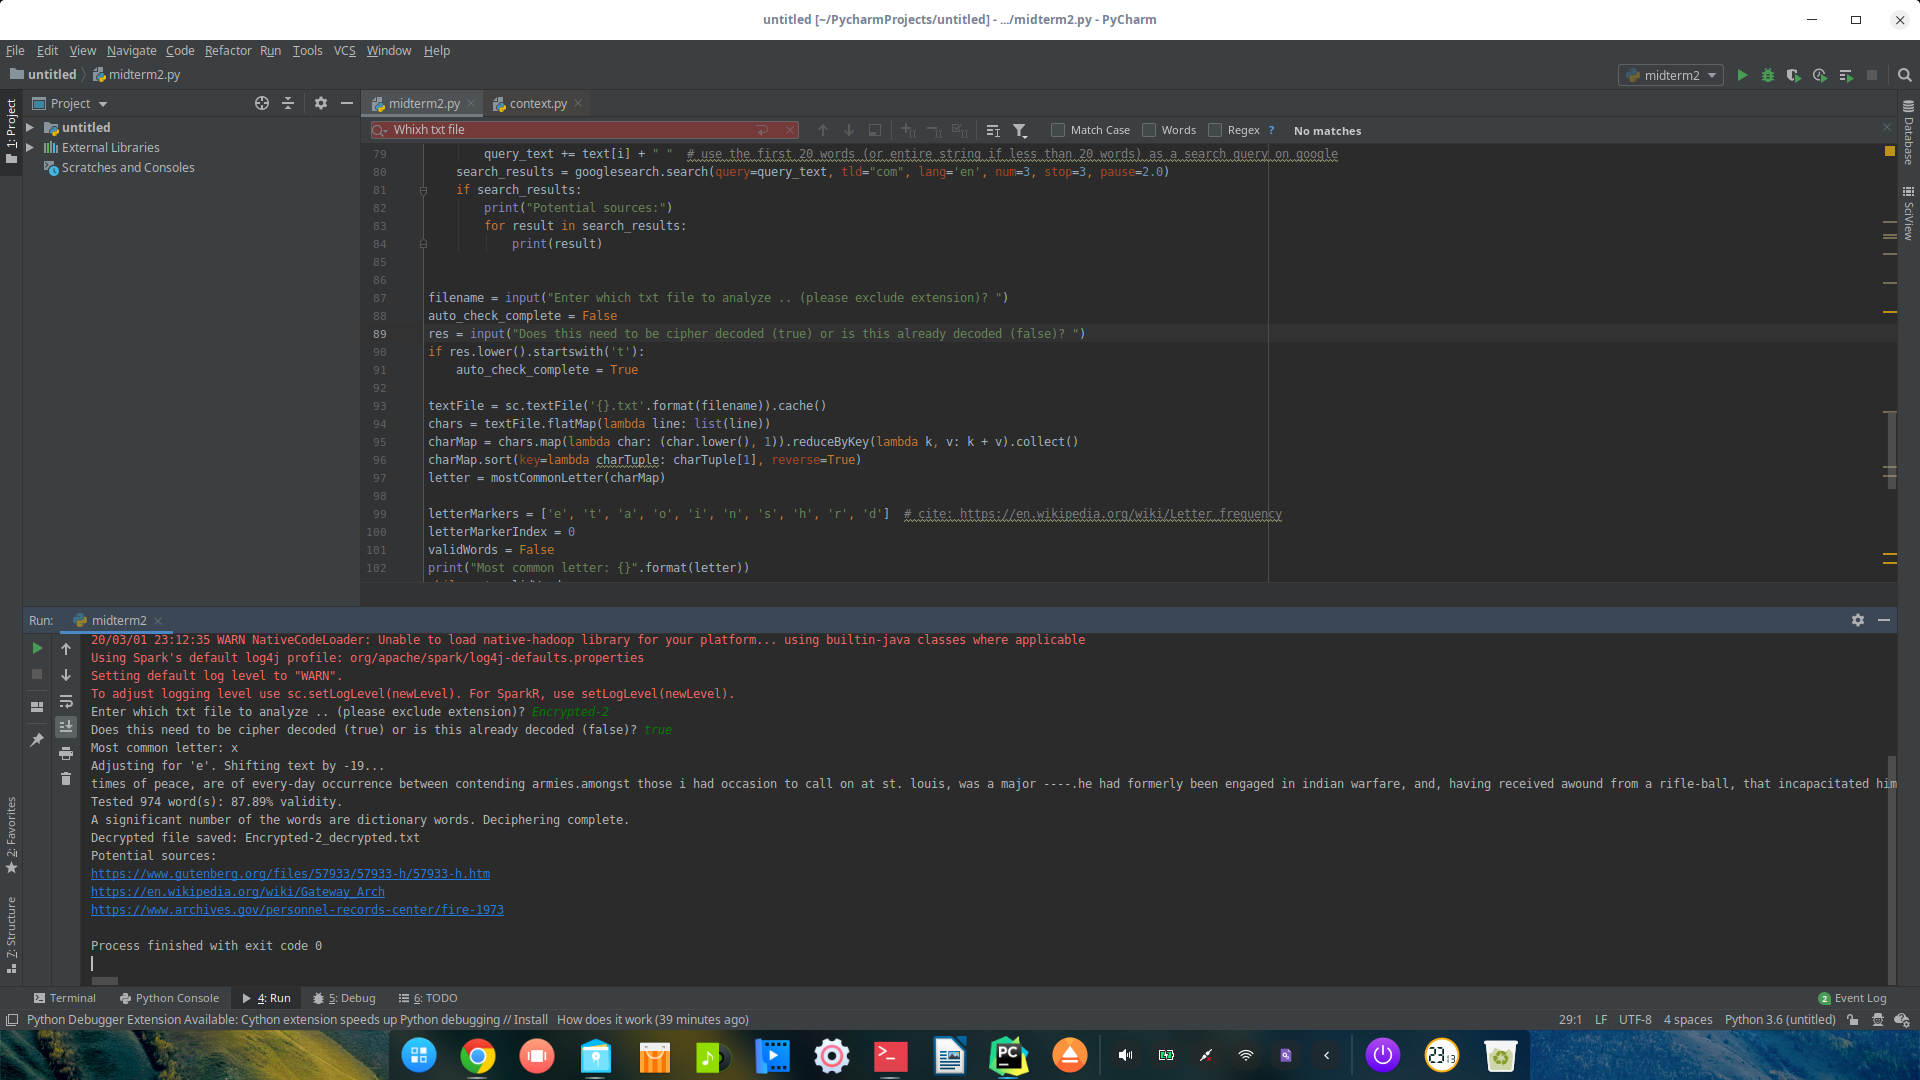 untitled [~/PycharmProjects/untitled] - .../midterm2.py - PyCharm
File Edit View Navigate Code Refactor Run Tools VCS Window Help
untitled midterm2.py
midterm2
Project
midterm2.py
context.py
1: Project
untitled
External Libraries
Scratches and Consoles
Whixh txt file
Match Case
Words
Regex
?
No matches
79 query_text += text[i] + " "  # use the first 20 words (or entire string if less than 20 words) as a search query on google
80 search_results = googlesearch.search(query=query_text, tld="com", lang='en', num=3, stop=3, pause=2.0)
81 if search_results:
82 print("Potential sources:")
83 for result in search_results:
84 print(result)
85
86
87 filename = input("Enter which txt file to analyze .. (please exclude extension)? ")
88 auto_check_complete = False
89 res = input("Does this need to be cipher decoded (true) or is this already decoded (false)? ")
90 if res.lower().startswith('t'):
91 auto_check_complete = True
92
93 textFile = sc.textFile('{}.txt'.format(filename)).cache()
94 chars = textFile.flatMap(lambda line: list(line))
95 charMap = chars.map(lambda char: (char.lower(), 1)).reduceByKey(lambda k, v: k + v).collect()
96 charMap.sort(key=lambda charTuple: charTuple[1], reverse=True)
97 letter = mostCommonLetter(charMap)
98
99 letterMarkers = ['e', 't', 'a', 'o', 'i', 'n', 's', 'h', 'r', 'd']  # cite: https://en.wikipedia.org/wiki/Letter_frequency
100 letterMarkerIndex = 0
101 validWords = False
102 print("Most common letter: {}".format(letter))
Database
SciView
Run:
midterm2
20/03/01 23:12:35 WARN NativeCodeLoader: Unable to load native-hadoop library for your platform... using builtin-java classes where applicable
Using Spark's default log4j profile: org/apache/spark/log4j-defaults.properties
Setting default log level to "WARN".
To adjust logging level use sc.setLogLevel(newLevel). For SparkR, use setLogLevel(newLevel).
Enter which txt file to analyze .. (please exclude extension)? Encrypted-2
Does this need to be cipher decoded (true) or is this already decoded (false)? true
Most common letter: x
Adjusting for 'e'. Shifting text by -19...
times of peace, are of every-day occurrence between contending armies.amongst those i had occasion to call on at st. louis, was a major ----.he had formerly been engaged in indian warfare, and, having received awound from a rifle-ball, that incapacitated him
Tested 974 word(s): 87.89% validity.
A significant number of the words are dictionary words. Deciphering complete.
Decrypted file saved: Encrypted-2_decrypted.txt
Potential sources:
https://www.gutenberg.org/files/57933/57933-h/57933-h.htm
https://en.wikipedia.org/wiki/Gateway_Arch
https://www.archives.gov/personnel-records-center/fire-1973
Process finished with exit code 0
2: Favorites
7: Structure
Terminal
Python Console
4: Run
5: Debug
6: TODO
2 Event Log
Python Debugger Extension Available: Cython extension speeds up Python debugging // Install How does it work (39 minutes ago)
29:1 LF UTF-8 4 spaces Python 3.6 (untitled)
PC
23:13